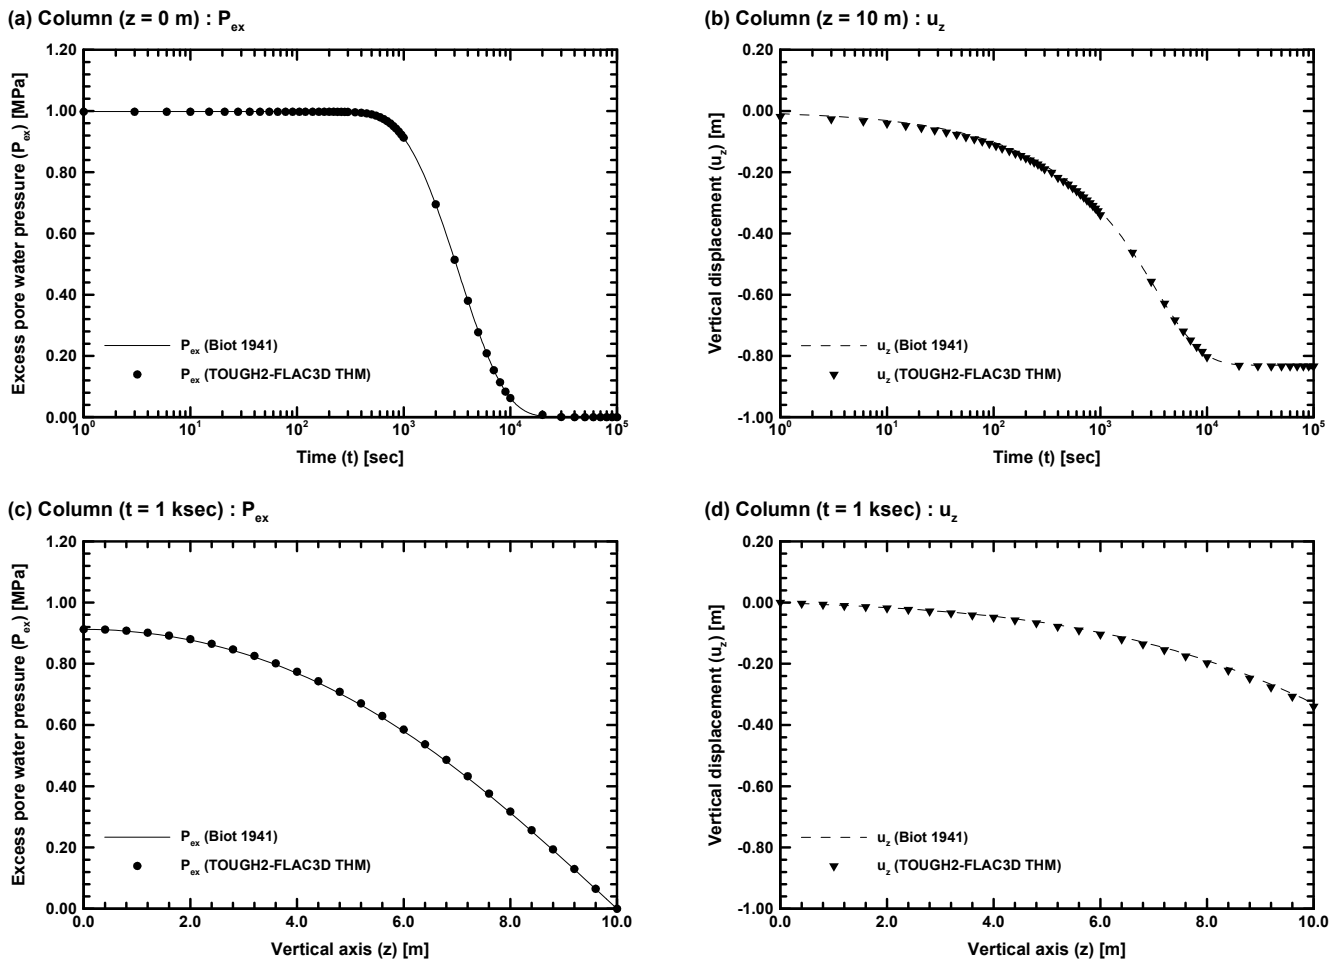 (a) Column (z = 0 m) : Pex
Excess pore water pressure (Pex) [MPa]
1.20
1.00
0.80
0.60
0.40
0.20
0.00
Pex (Biot 1941)
Pex (TOUGH2-FLAC3D THM)
10^0 10^1 10^2 10^3 10^4 10^5
Time (t) [sec]
(b) Column (z = 10 m) : uz
Vertical displacement (uz) [m]
0.20
0.00
-0.20
-0.40
-0.60
-0.80
-1.00
uz (Biot 1941)
uz (TOUGH2-FLAC3D THM)
10^0 10^1 10^2 10^3 10^4 10^5
Time (t) [sec]
(c) Column (t = 1 ksec) : Pex
Excess pore water pressure (Pex) [MPa]
1.20
1.00
0.80
0.60
0.40
0.20
0.00
Pex (Biot 1941)
Pex (TOUGH2-FLAC3D THM)
0.0 2.0 4.0 6.0 8.0 10.0
Vertical axis (z) [m]
(d) Column (t = 1 ksec) : uz
Vertical displacement (uz) [m]
0.20
0.00
-0.20
-0.40
-0.60
-0.80
-1.00
uz (Biot 1941)
uz (TOUGH2-FLAC3D THM)
0.0 2.0 4.0 6.0 8.0 10.0
Vertical axis (z) [m]